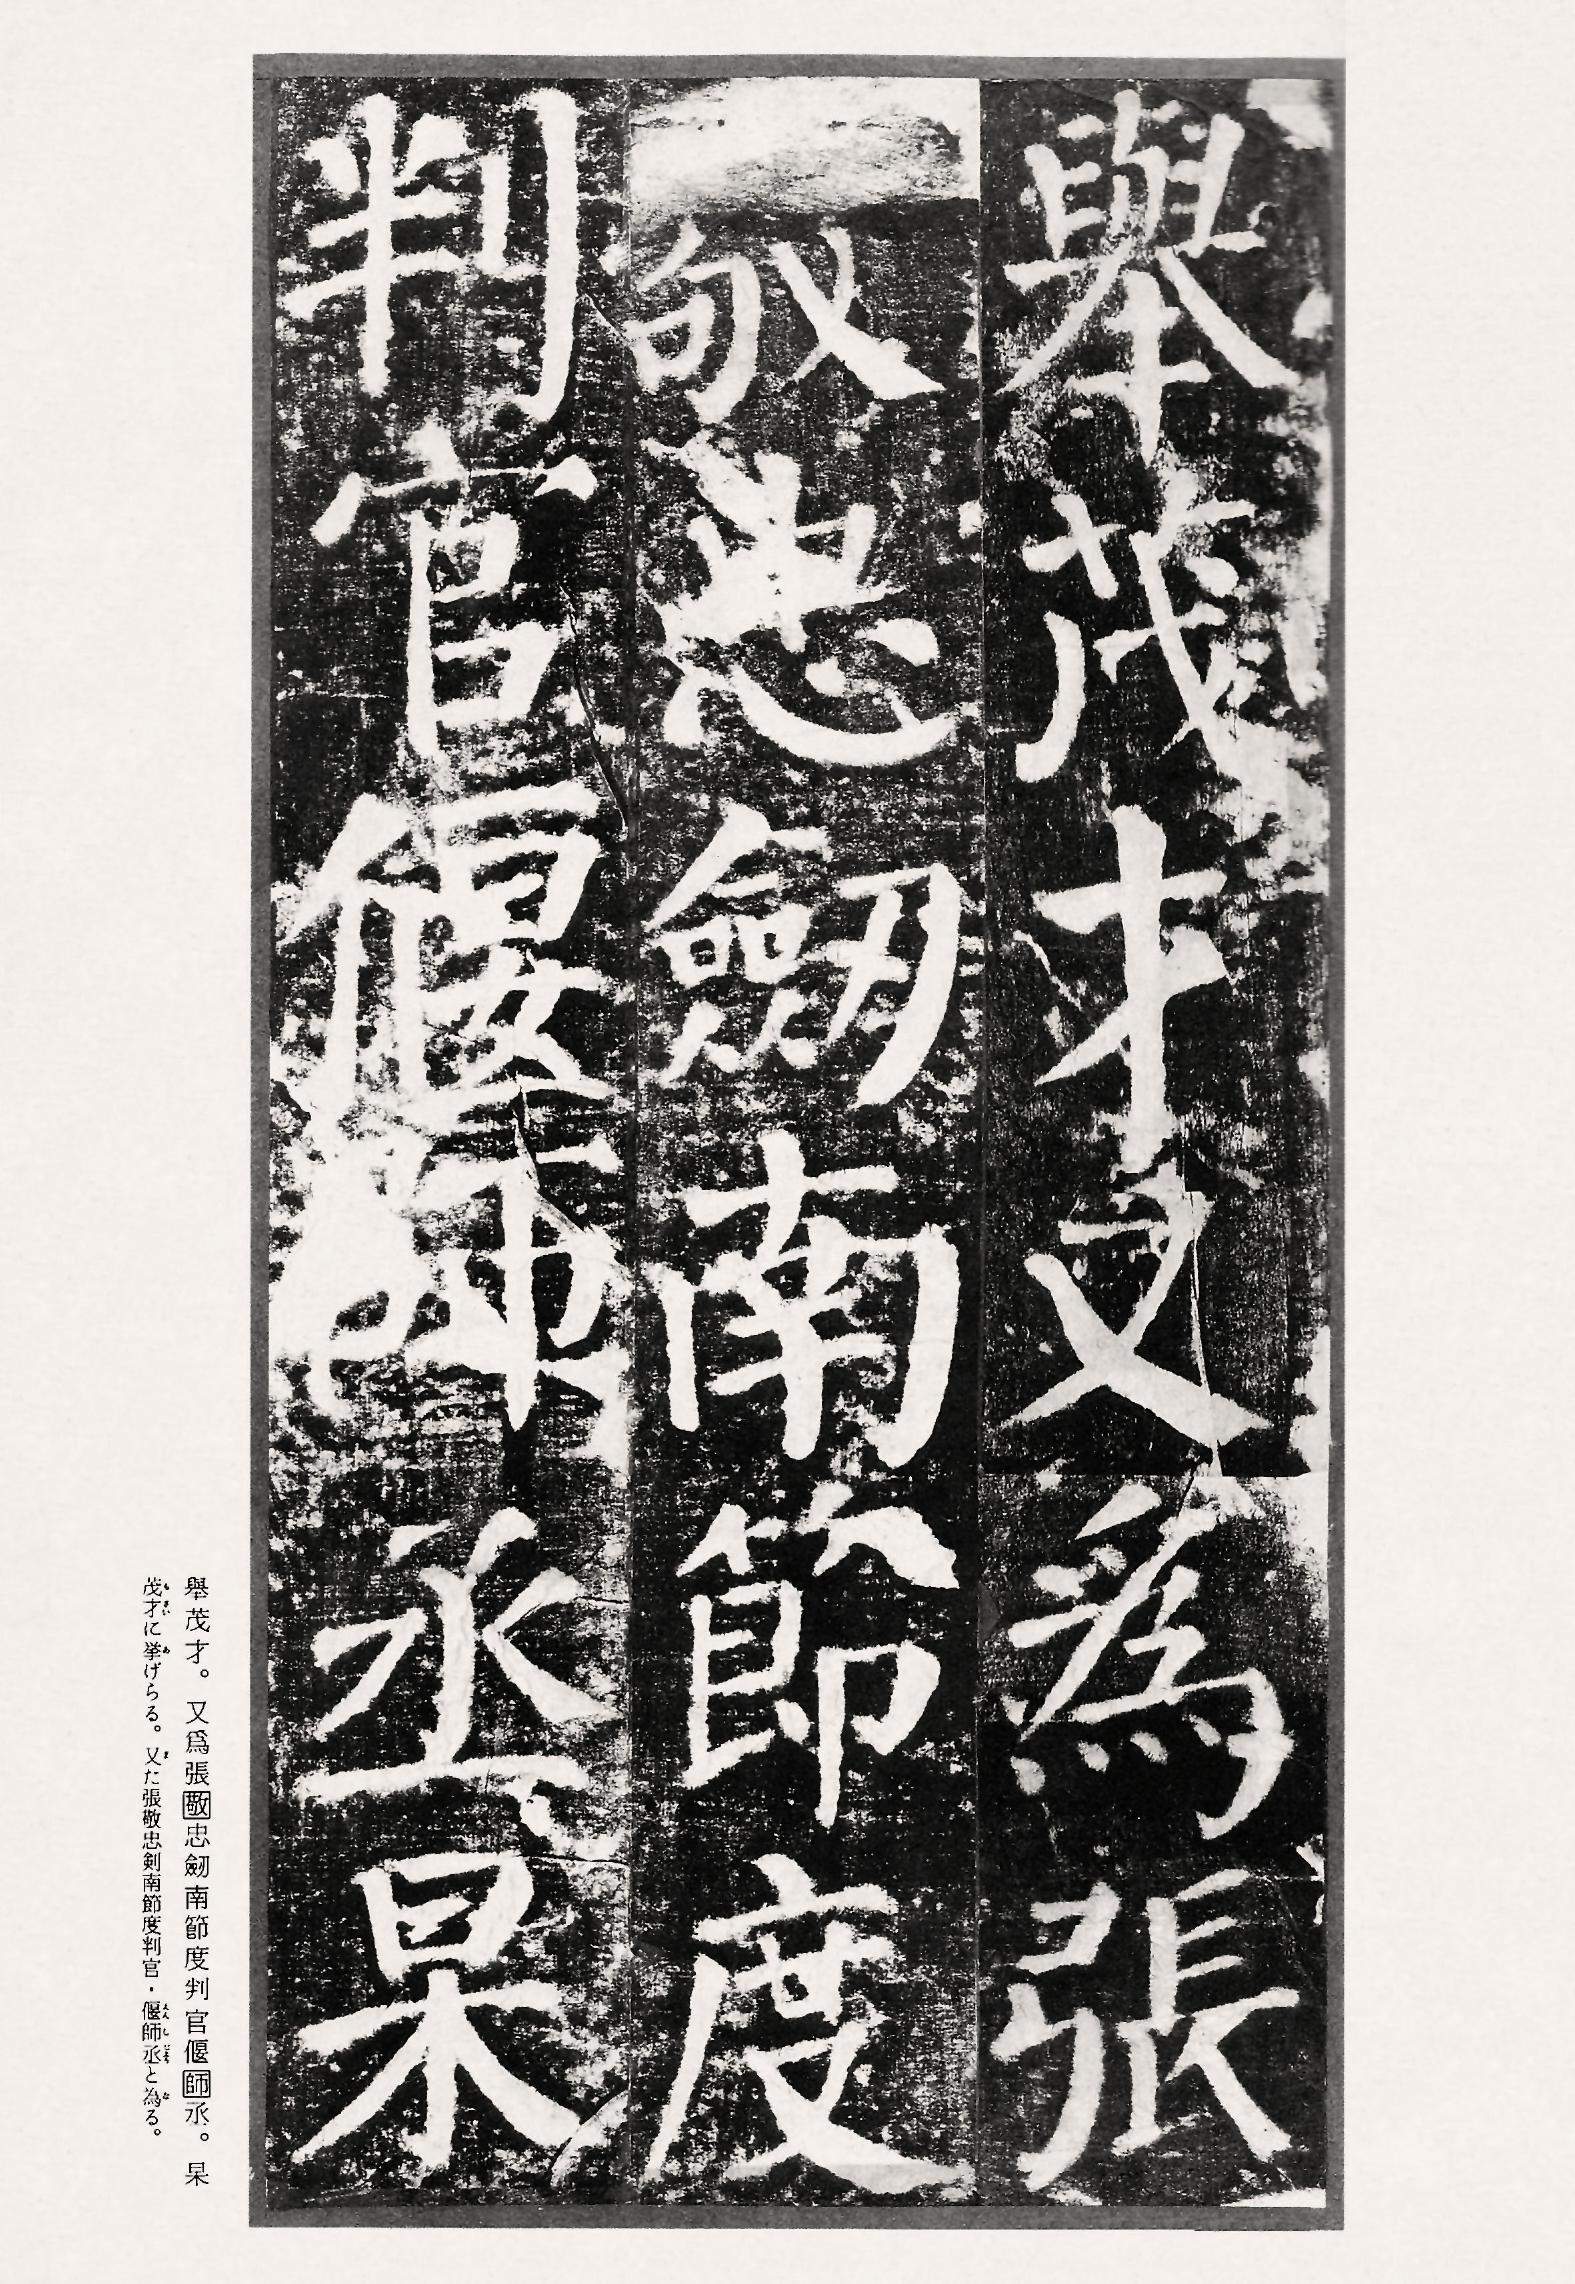 舉茂才又爲張
敬忠劒南節度
判官偃師丞杲
舉茂才。又爲張敬忠劒南節度判官偃師丞。杲
茂才に挙げらる。又た張敬忠剣南節度判官・偃師丞と為る。